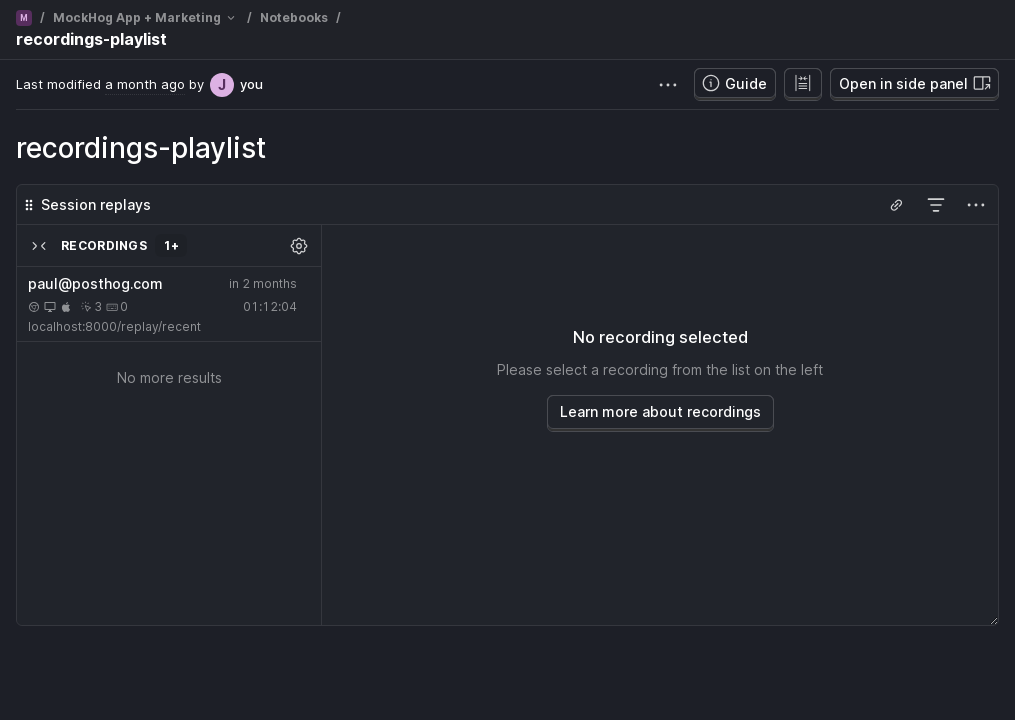 M / MockHog App + Marketing / Notebooks /
recordings-playlist
Last modified a month ago by J you
Guide
Open in side panel
recordings-playlist
Session replays
RECORDINGS 1+
paul@posthog.com in 2 months
3 0 01:12:04
localhost:8000/replay/recent
No more results
No recording selected
Please select a recording from the list on the left
Learn more about recordings